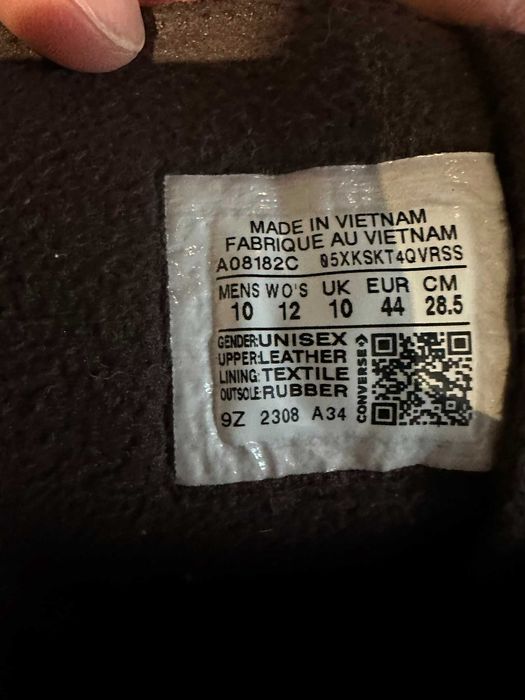 MADE IN VIETNAM
FABRIQUE AU VIETNAM
A08182C 05XKSKT4QVRSS
MENS WO'S UK EUR CM
10 12 10 44 28.5
GENDER:UNISEX
UPPER:LEATHER
LINING:TEXTILE
OUTSOLE:RUBBER
CONVERSE
9Z 2308 A34